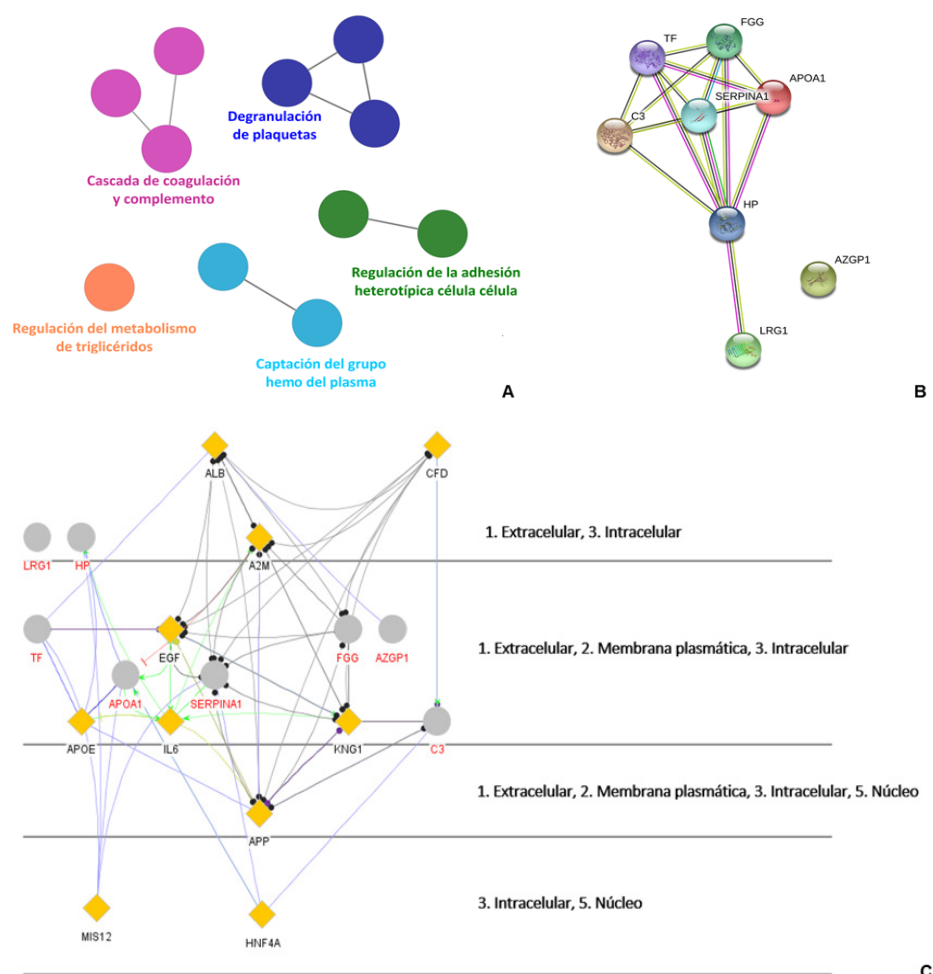 Degranulación
de plaquetas
Cascada de coagulación
y complemento
Regulación de la adhesión
heterotípica célula célula
Regulación del metabolismo
de triglicéridos
Captación del grupo
hemo del plasma
A
FGG
TF
APOA1
SERPINA1
C3
HP
AZGP1
LRG1
B
ALB
CFD
1. Extracelular, 3. Intracelular
LRG1
HP
A2M
1. Extracelular, 2. Membrana plasmática, 3. Intracelular
TF
EGF
FGG
AZGP1
APOA1
SERPINA1
APOE
IL6
KNG1
C3
1. Extracelular, 2. Membrana plasmática, 3. Intracelular, 5. Núcleo
APP
3. Intracelular, 5. Núcleo
MIS12
HNF4A
C